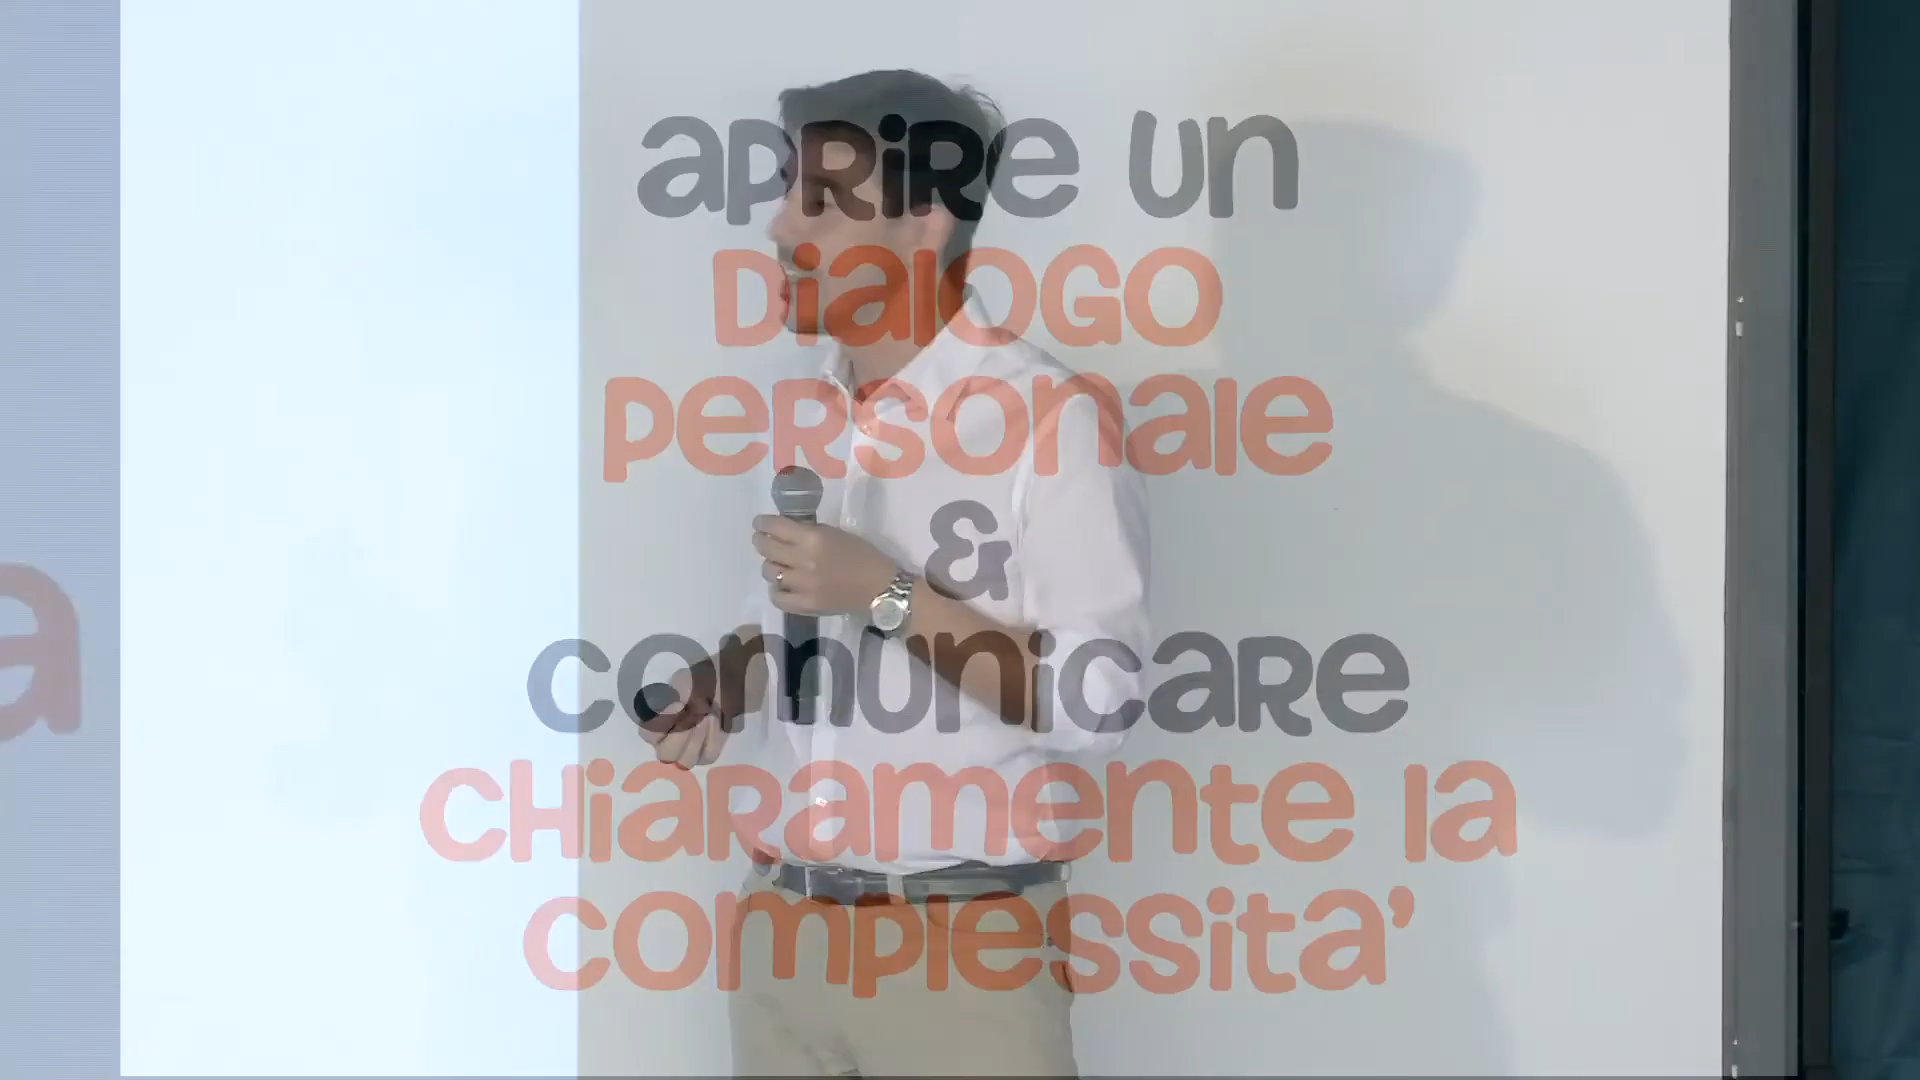 aprire un
Dialogo
personale
&
comunicare
CHiaramente la
complessita'
a